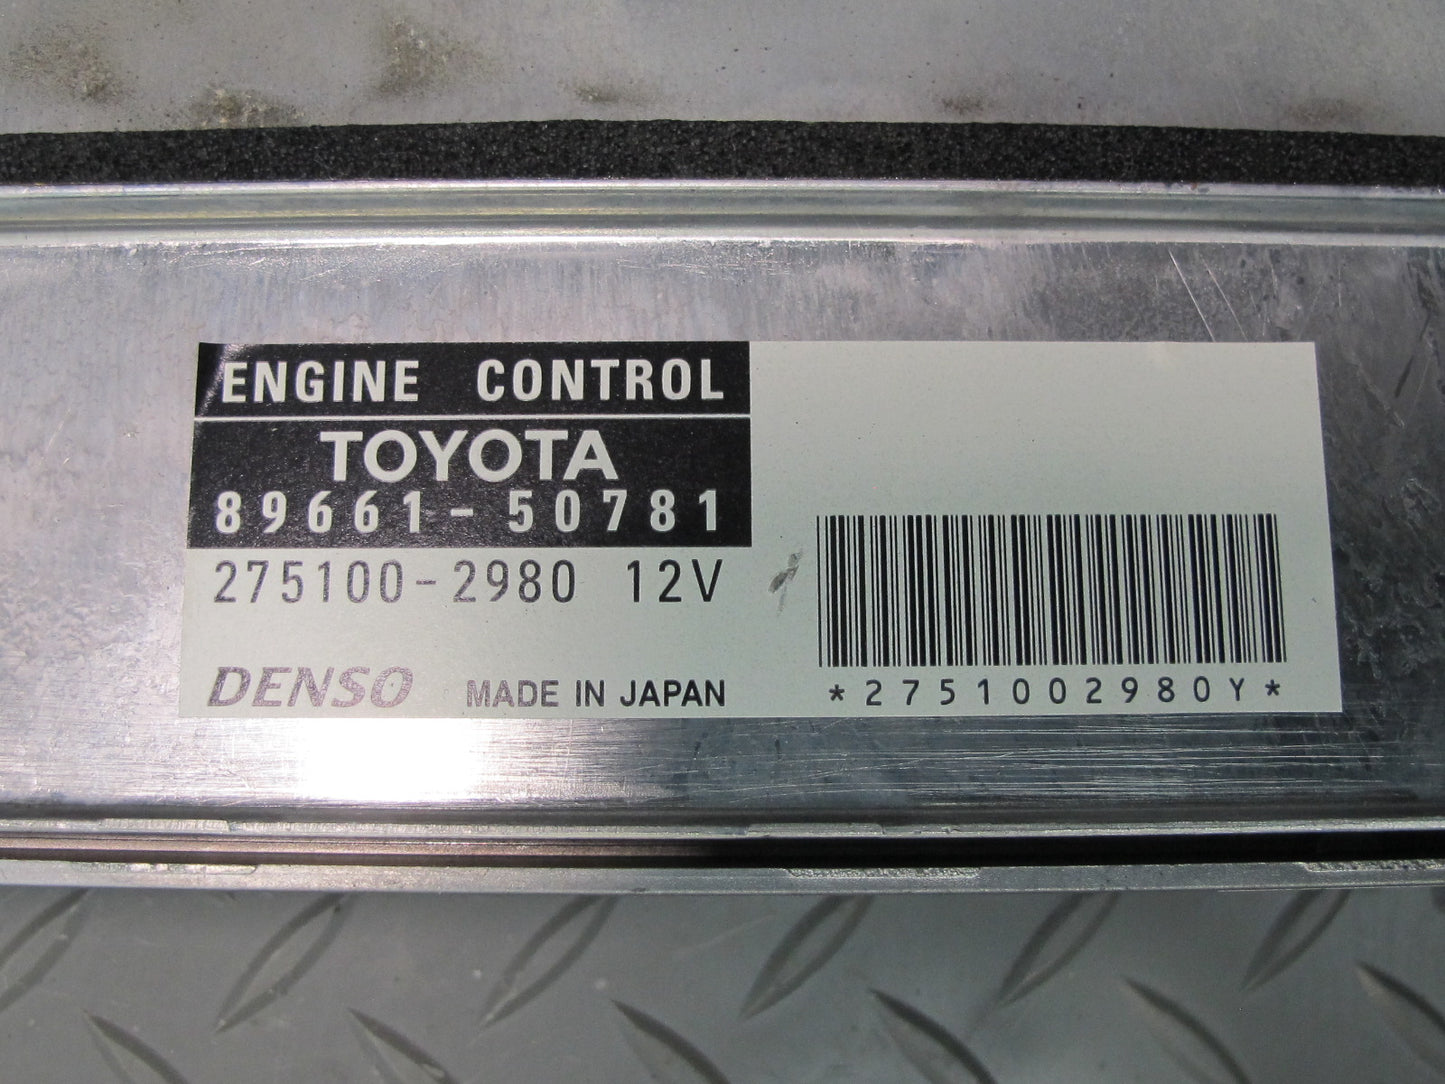 ENGINE CONTROL
TOYOTA
89661-50781
275100-2980 12V
DENSO MADE IN JAPAN
*2751002980Y*